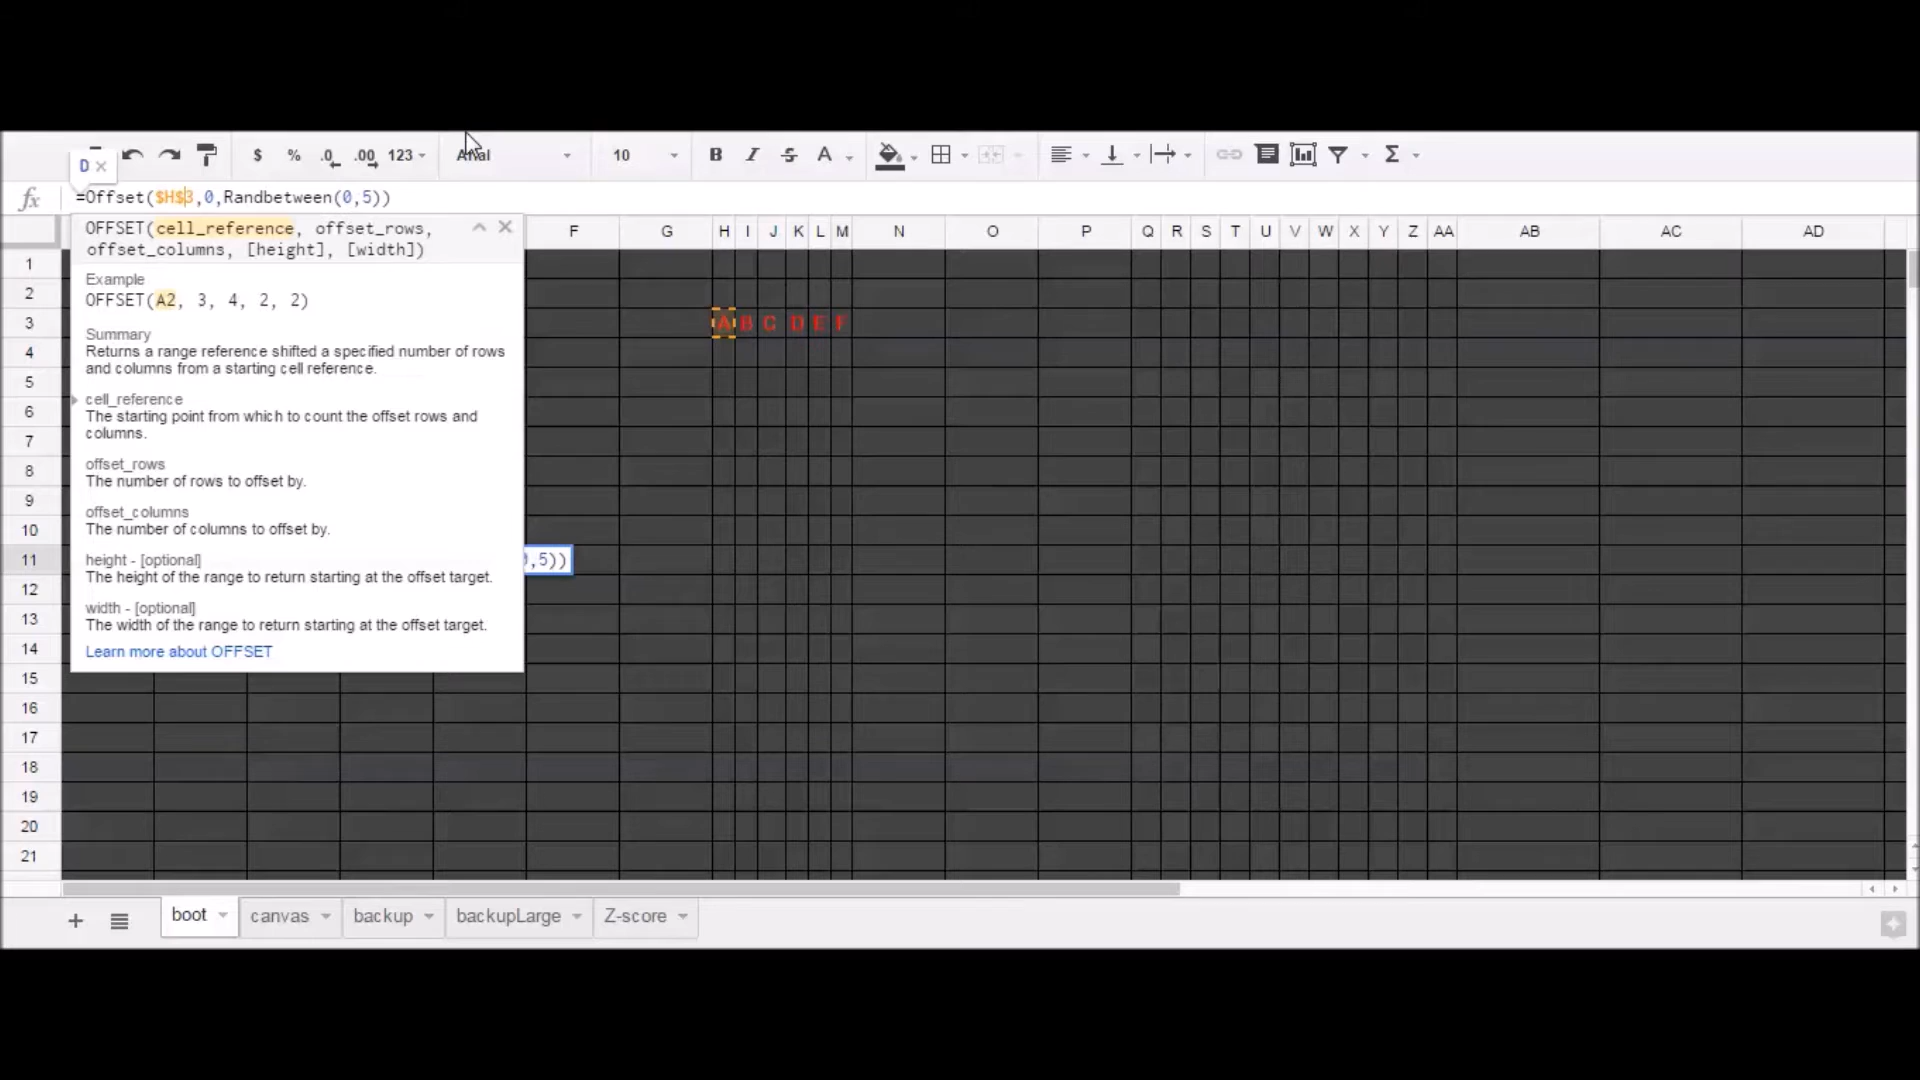 $ % .0 .00 123 Arial 10 B I S A Σ
D ×
fx =Offset($H$3,0,Randbetween(0,5))
OFFSET(cell_reference, offset_rows,
offset_columns, [height], [width])
Example
OFFSET(A2, 3, 4, 2, 2)
Summary
Returns a range reference shifted a specified number of rows
and columns from a starting cell reference.
cell_reference
The starting point from which to count the offset rows and
columns.
offset_rows
The number of rows to offset by.
offset_columns
The number of columns to offset by.
height - [optional]
The height of the range to return starting at the offset target.
width - [optional]
The width of the range to return starting at the offset target.
Learn more about OFFSET
F G H I J K L M N O P Q R S T U V W X Y Z AA AB AC AD
1
2
3 A B C D E F
4
5
6
7
8
9
10
11 ,5))
12
13
14
15
16
17
18
19
20
21
+ boot canvas backup backupLarge Z-score